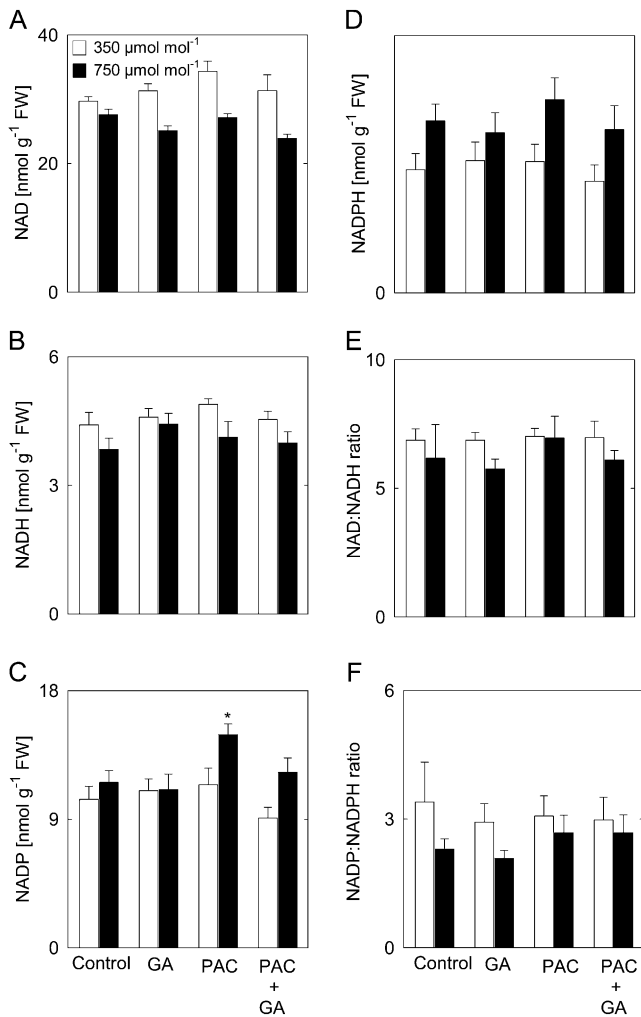 A
40
350 µmol mol⁻¹
750 µmol mol⁻¹
20
0
NAD [nmol g⁻¹ FW]
B
6
3
0
NADH [nmol g⁻¹ FW]
C
18
*
9
0
NADP [nmol g⁻¹ FW]
Control
GA
PAC
PAC
+
GA
D
0
NADPH [nmol g⁻¹ FW]
E
10
5
0
NAD:NADH ratio
F
6
3
0
NADP:NADPH ratio
Control
GA
PAC
PAC
+
GA